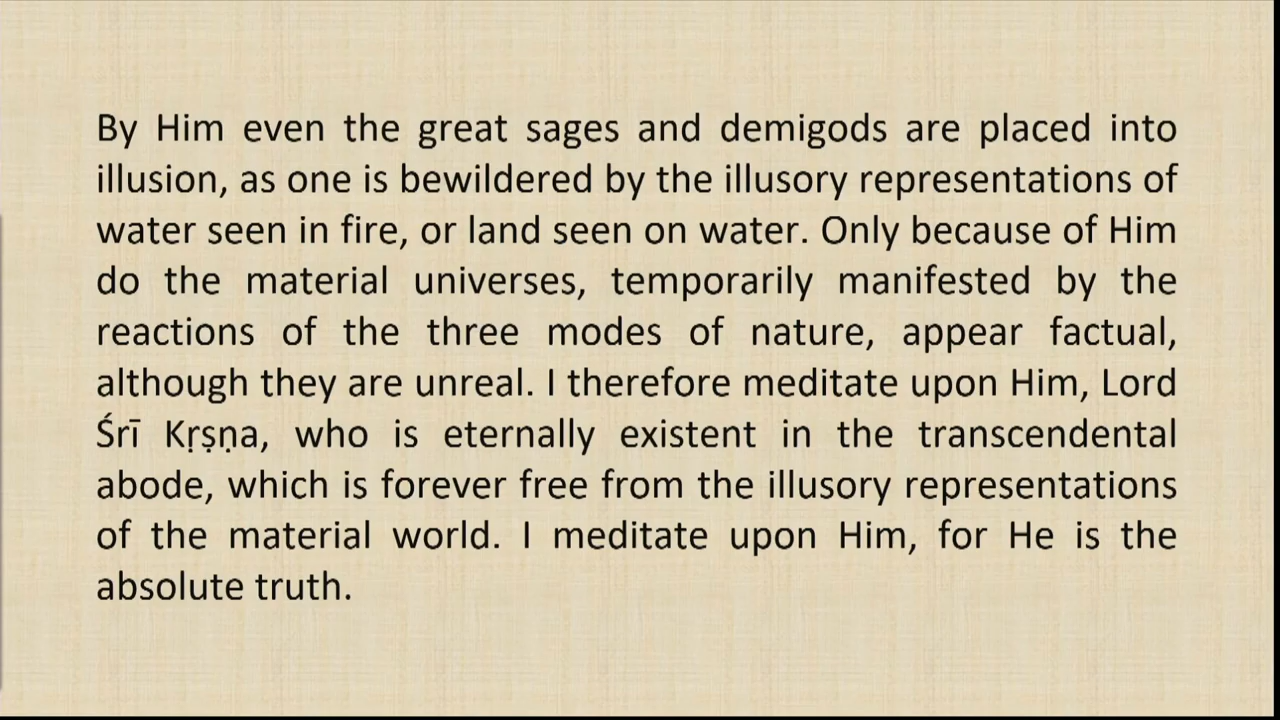 By Him even the great sages and demigods are placed into
illusion, as one is bewildered by the illusory representations of
water seen in fire, or land seen on water. Only because of Him
do the material universes, temporarily manifested by the
reactions of the three modes of nature, appear factual,
although they are unreal. I therefore meditate upon Him, Lord
Śrī Kṛṣṇa, who is eternally existent in the transcendental
abode, which is forever free from the illusory representations
of the material world. I meditate upon Him, for He is the
absolute truth.